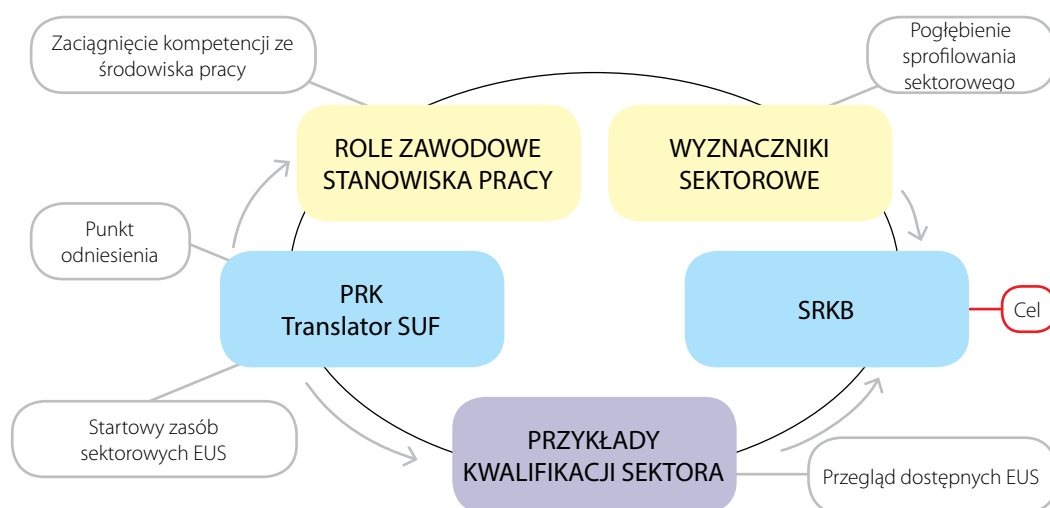 Zaciągnięcie kompetencji ze
środowiska pracy
Pogłębienie
sprofilowania
sektorowego
ROLE ZAWODOWE
STANOWISKA PRACY
WYZNACZNIKI
SEKTOROWE
Punkt
odniesienia
PRK
Translator SUF
SRKB
Cel
Startowy zasób
sektorowych EUS
PRZYKŁADY
KWALIFIKACJI SEKTORA
Przegląd dostępnych EUS